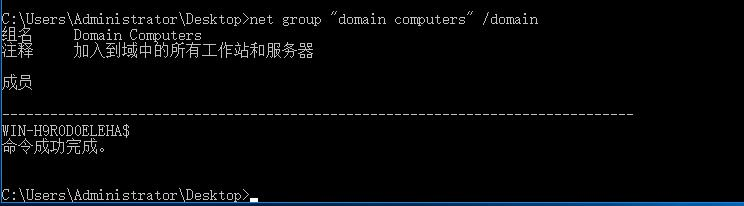 C:\Users\Administrator\Desktop>net group "domain computers" /domain
组名     Domain Computers
注释     加入到域中的所有工作站和服务器
成员
-------------------------------------------------------------------------------
WIN-H9RODOELEHA$
命令成功完成。
C:\Users\Administrator\Desktop>